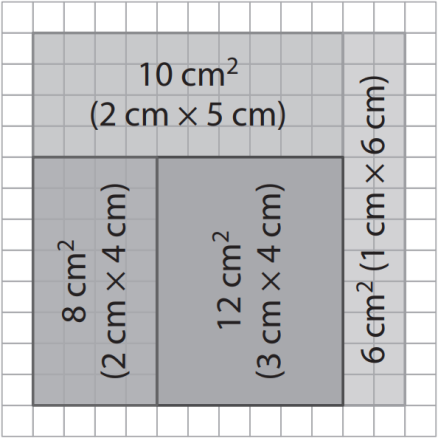 10 cm²
(2 cm × 5 cm)
8 cm²
(2 cm × 4 cm)
12 cm²
(3 cm × 4 cm)
6 cm² (1 cm × 6 cm)